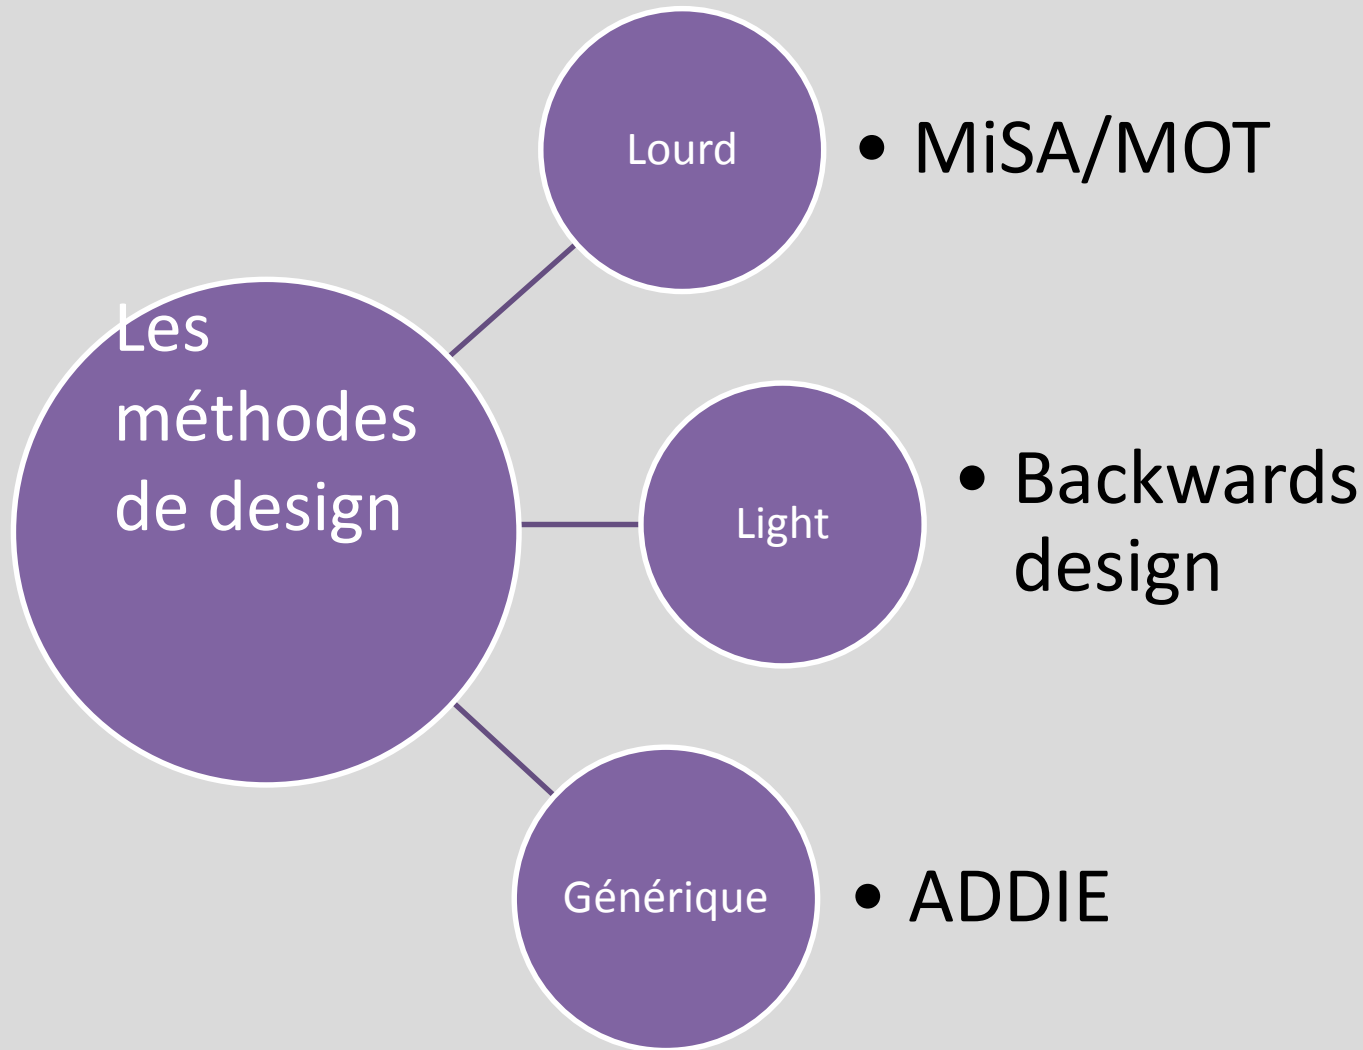 Les
méthodes
de design
Lourd
• MiSA/MOT
Light
• Backwards
design
Générique
• ADDIE